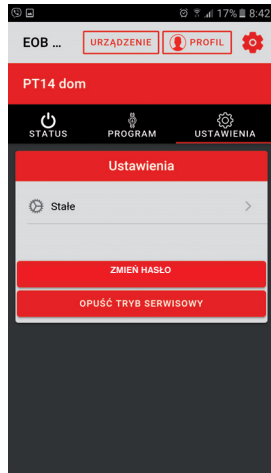 17% 8:42
EOB ... URZĄDZENIE PROFIL
PT14 dom
STATUS PROGRAM USTAWIENIA
Ustawienia
Stałe
ZMIEŃ HASŁO
OPUŚĆ TRYB SERWISOWY